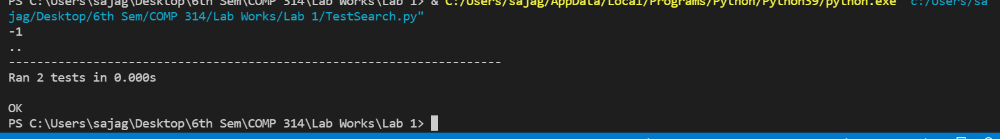 PS C:\Users\sajag\Desktop\6th Sem\COMP 314\Lab Works\Lab 1> & C:/Users/sajag/AppData/Local/Programs/Python/Python39/python.exe "c:/Users/sa
jag/Desktop/6th Sem/COMP 314/Lab Works/Lab 1/TestSearch.py"
-1
..
----------------------------------------------------------------------
Ran 2 tests in 0.000s
OK
PS C:\Users\sajag\Desktop\6th Sem\COMP 314\Lab Works\Lab 1>